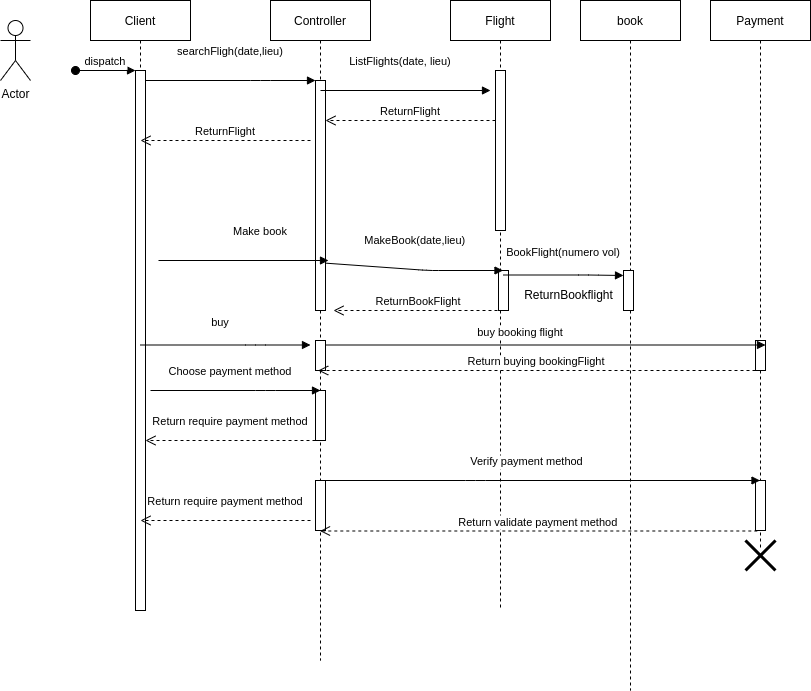 Client
Controller
Flight
book
Payment
Actor
dispatch
searchFligh(date,lieu)
ListFlights(date, lieu)
ReturnFlight
ReturnFlight
Make book
MakeBook(date,lieu)
BookFlight(numero vol)
ReturnBookflight
ReturnBookFlight
buy
buy booking flight
Return buying bookingFlight
Choose payment method
Return require payment method
Verify payment method
Return require payment method
Return validate payment method